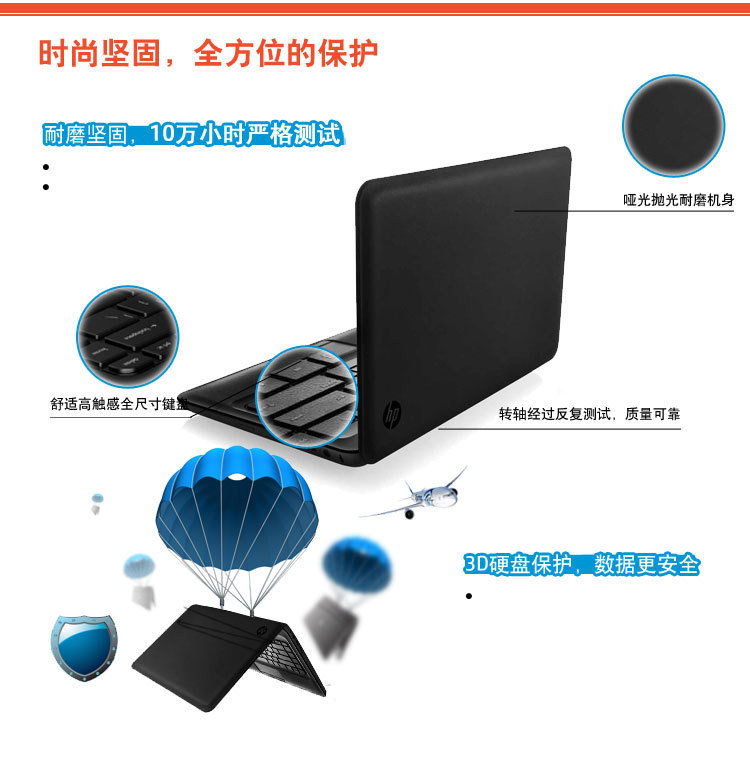 时尚坚固，全方位的保护
耐磨坚固，10万小时严格测试
哑光抛光耐磨机身
舒适高触感全尺寸键盘
转轴经过反复测试，质量可靠
hp
3D硬盘保护，数据更安全